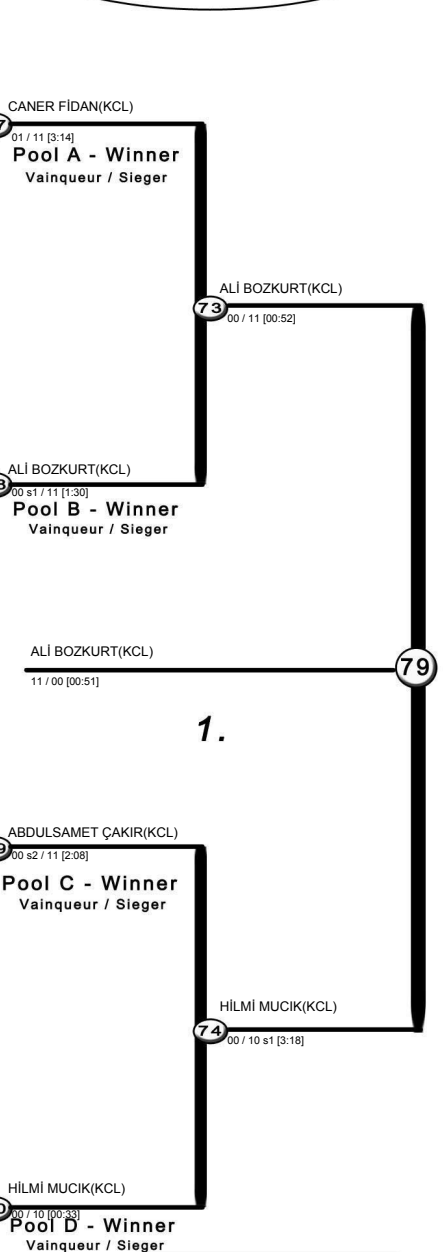 CANER FİDAN(KCL)
7
01 / 11 [3:14]
Pool A - Winner
Vainqueur / Sieger
ALİ BOZKURT(KCL)
73
00 / 11 [00:52]
ALİ BOZKURT(KCL)
00 s1 / 11 [1:30]
Pool B - Winner
Vainqueur / Sieger
ALİ BOZKURT(KCL)
79
11 / 00 [00:51]
1.
ABDULSAMET ÇAKIR(KCL)
9
00 s2 / 11 [2:08]
Pool C - Winner
Vainqueur / Sieger
HİLMİ MUCIK(KCL)
74
00 / 10 s1 [3:18]
HİLMİ MUCIK(KCL)
00 / 10 [00:33]
Pool D - Winner
Vainqueur / Sieger